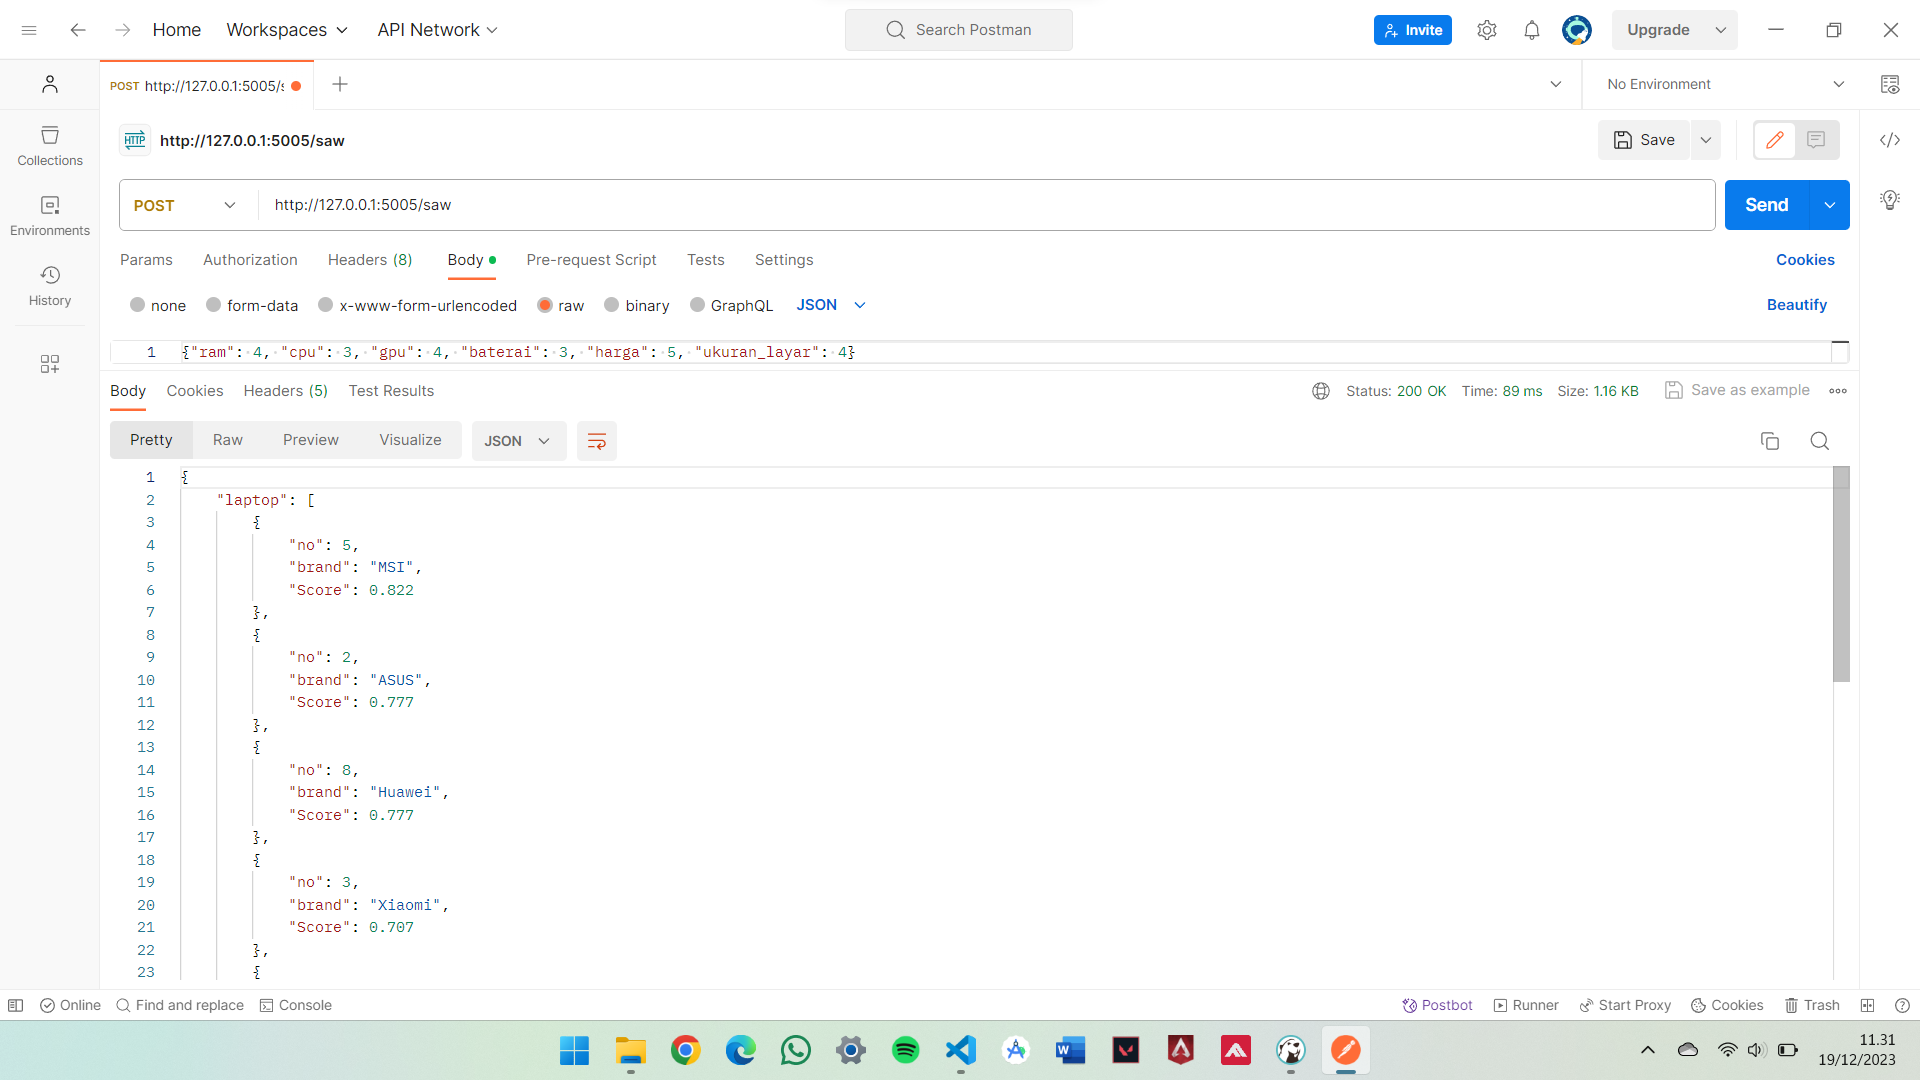 Home Workspaces API Network Search Postman Invite Upgrade
POST http://127.0.0.1:5005/s No Environment
HTTP http://127.0.0.1:5005/saw Save
Collections
POST http://127.0.0.1:5005/saw Send
Environments
Params Authorization Headers (8) Body Pre-request Script Tests Settings Cookies
History
none form-data x-www-form-urlencoded raw binary GraphQL JSON Beautify
1 {"ram": 4, "cpu": 3, "gpu": 4, "baterai": 3, "harga": 5, "ukuran_layar": 4}
Body Cookies Headers (5) Test Results Status: 200 OK Time: 89 ms Size: 1.16 KB Save as example
Pretty Raw Preview Visualize JSON
1 {
2 "laptop": [
3 {
4 "no": 5,
5 "brand": "MSI",
6 "Score": 0.822
7 },
8 {
9 "no": 2,
10 "brand": "ASUS",
11 "Score": 0.777
12 },
13 {
14 "no": 8,
15 "brand": "Huawei",
16 "Score": 0.777
17 },
18 {
19 "no": 3,
20 "brand": "Xiaomi",
21 "Score": 0.707
22 },
23 {
Online Find and replace Console Postbot Runner Start Proxy Cookies Trash
11.31
19/12/2023